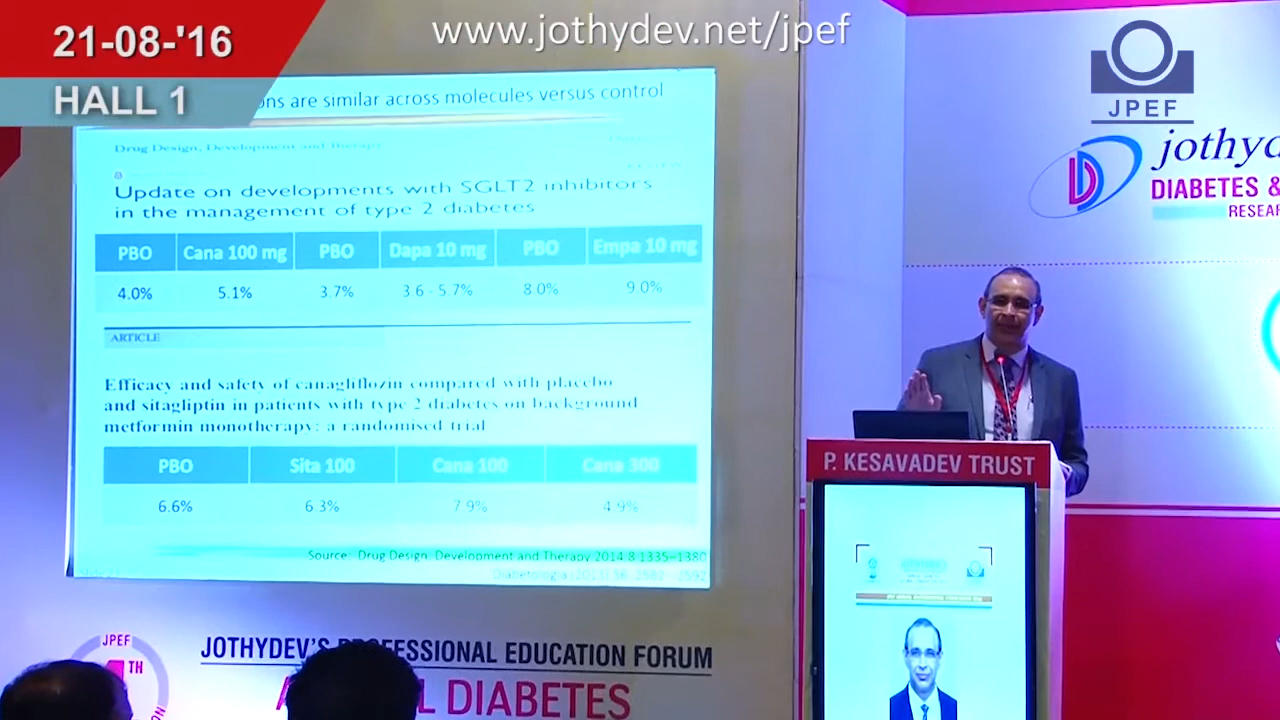 21-08-'16
HALL 1
www.jothydev.net/jpef
JPEF
jothyd
DIABETES &
RESEAR
ons are similar across molecules versus control
Drug Design, Development and Therapy
Update on developments with SGLT2 inhibitors
in the management of type 2 diabetes
PBO Cana 100 mg PBO Dapa 10 mg PBO Empa 10 mg
4.0% 5.1% 3.7% 3.6 - 5.7% 8.0% 9.0%
ARTICLE
Efficacy and safety of canagliflozin compared with placebo
and sitagliptin in patients with type 2 diabetes on background
metformin monotherapy: a randomised trial
PBO Sita 100 Cana 100 Cana 300
6.6% 6.3% 7.9% 4.9%
Source: Drug Design, Development and Therapy 2014:8 1335–1380
Diabetologia (2013) 56: 2582–2592
P. KESAVADEV TRUST
JPEF
TH
JOTHYDEV'S PROFESSIONAL EDUCATION FORUM
L DIABETES